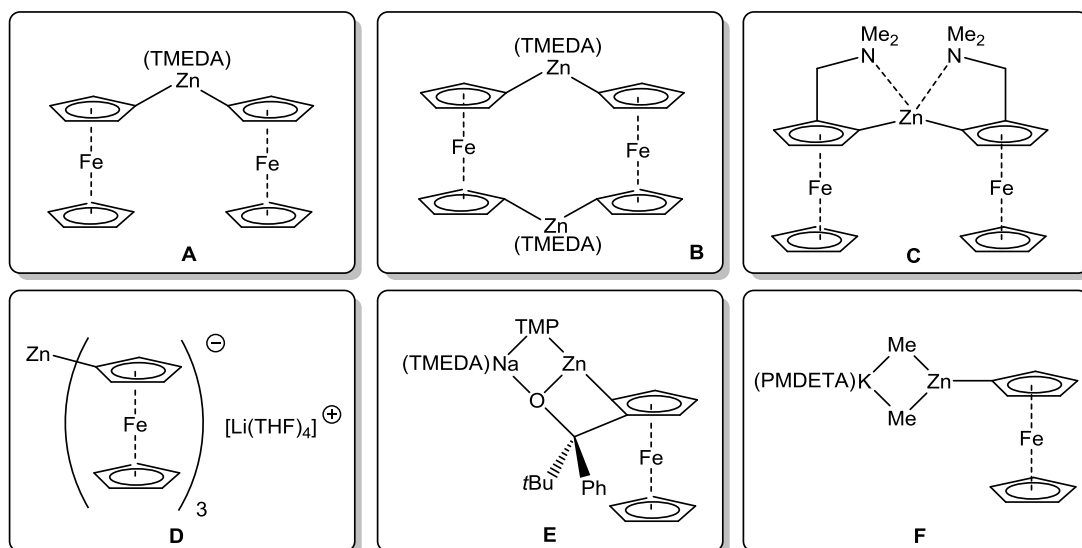 (TMEDA)
Zn
Fe
Fe
A
(TMEDA)
Zn
Fe
Fe
Zn
(TMEDA)
B
Me2
N
Me2
N
Zn
Fe
Fe
C
Zn
⊖
Fe
[Li(THF)4]⊕
3
D
TMP
(TMEDA)Na
Zn
O
Fe
tBu
Ph
E
Me
(PMDETA)K
Zn
Me
Fe
F